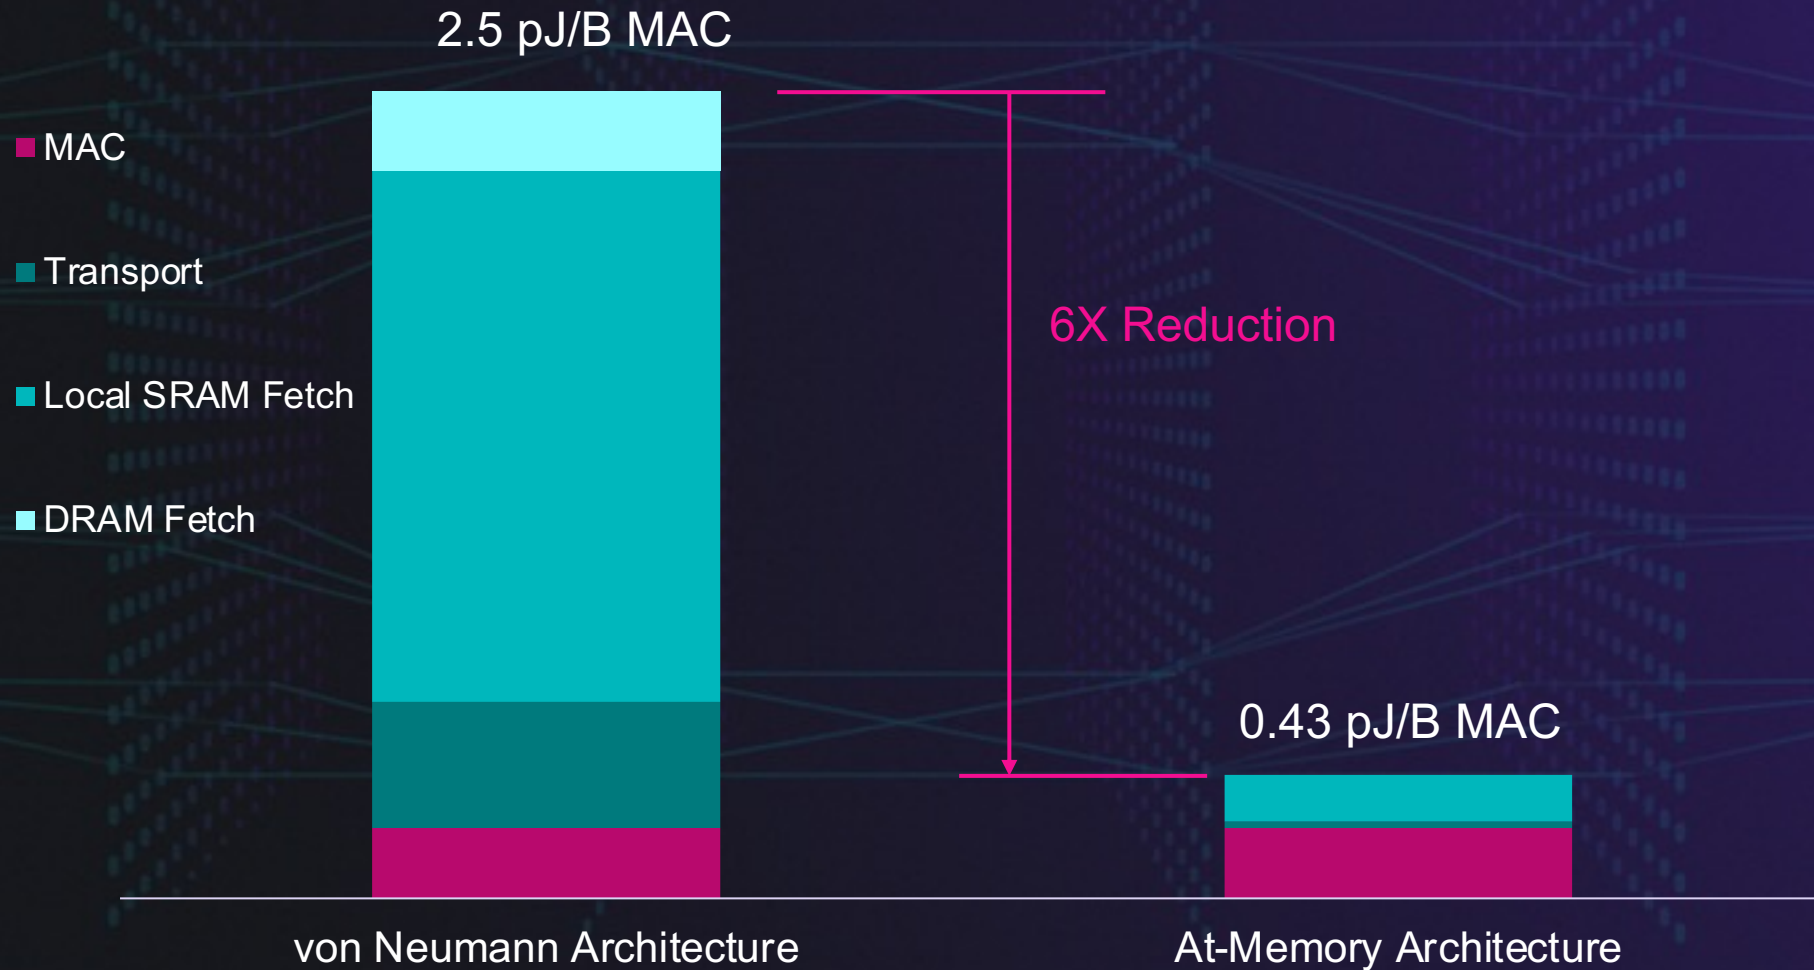 2.5 pJ/B MAC
MAC
Transport
Local SRAM Fetch
DRAM Fetch
6X Reduction
0.43 pJ/B MAC
von Neumann Architecture
At-Memory Architecture